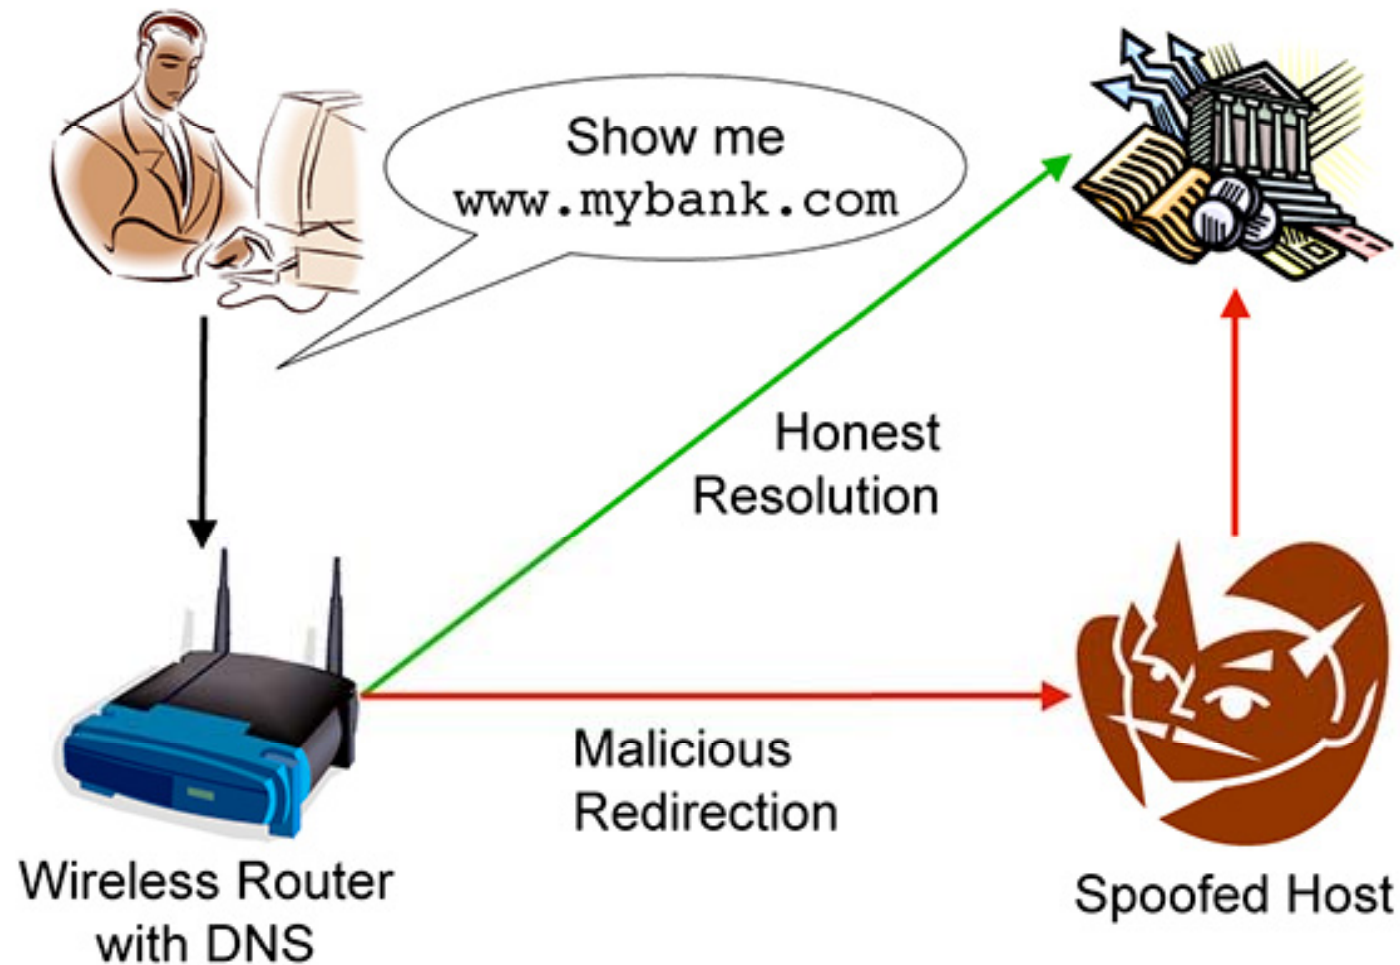 Show me
www.mybank.com
Honest
Resolution
Malicious
Redirection
Wireless Router
with DNS
Spoofed Host